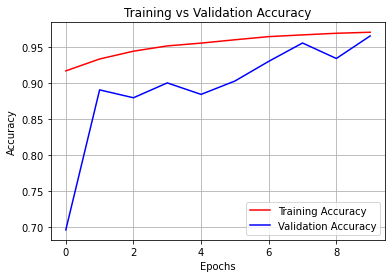 Training vs Validation Accuracy
Accuracy
0.95
0.90
0.85
0.80
0.75
0.70
Training Accuracy
Validation Accuracy
0 2 4 6 8
Epochs